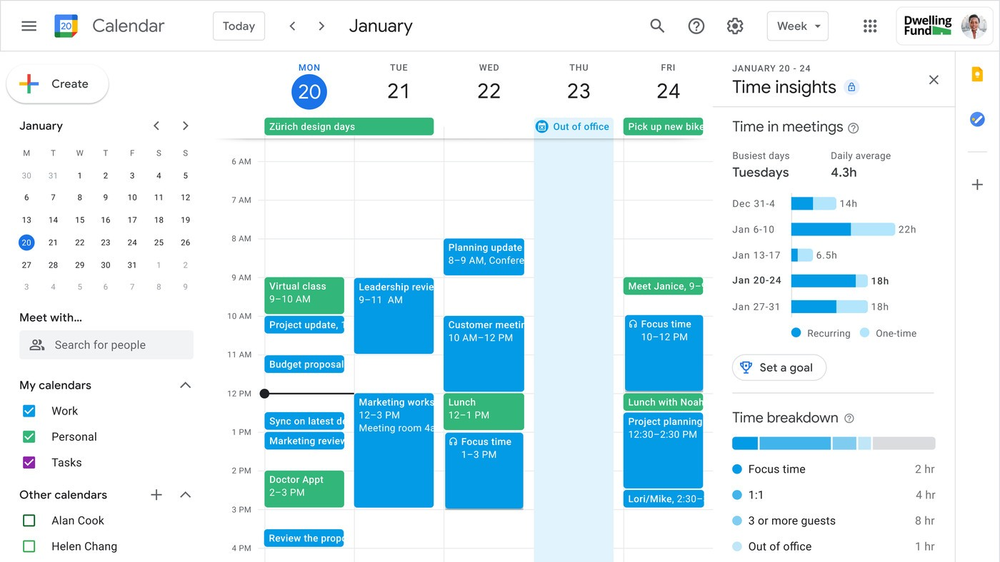 20
Calendar
Today
January
Week
Dwelling
Fund
Create
January
M T W T F S S
30 31 1 2 3 4 5
6 7 8 9 10 11 12
13 14 15 16 17 18 19
20 21 22 23 24 25 26
27 28 29 30 31 1 2
3 4 5 6 7 8 9
Meet with...
Search for people
My calendars
Work
Personal
Tasks
Other calendars
Alan Cook
Helen Chang
MON TUE WED THU FRI
20 21 22 23 24
Zürich design days
Out of office
Pick up new bike
6 AM
7 AM
8 AM
9 AM
10 AM
11 AM
12 PM
1 PM
2 PM
3 PM
4 PM
Virtual class
9–10 AM
Project update, 1
Budget proposal
Sync on latest de
Marketing review
Doctor Appt
2–3 PM
Review the propo
Leadership revie
9–11 AM
Marketing works
12–3 PM
Meeting room 4a
Planning update
8–9 AM, Confere
Customer meetin
10 AM–12 PM
Lunch
12–1 PM
Focus time
1–3 PM
Meet Janice, 9–
Focus time
10–12 PM
Lunch with Noah
Project planning
12:30–2:30 PM
Lori/Mike, 2:30–
JANUARY 20 - 24
Time insights
Time in meetings
Busiest days Daily average
Tuesdays 4.3h
Dec 31-4 14h
Jan 6-10 22h
Jan 13-17 6.5h
Jan 20-24 18h
Jan 27-31 18h
Recurring One-time
Set a goal
Time breakdown
Focus time 2 hr
1:1 4 hr
3 or more guests 8 hr
Out of office 1 hr